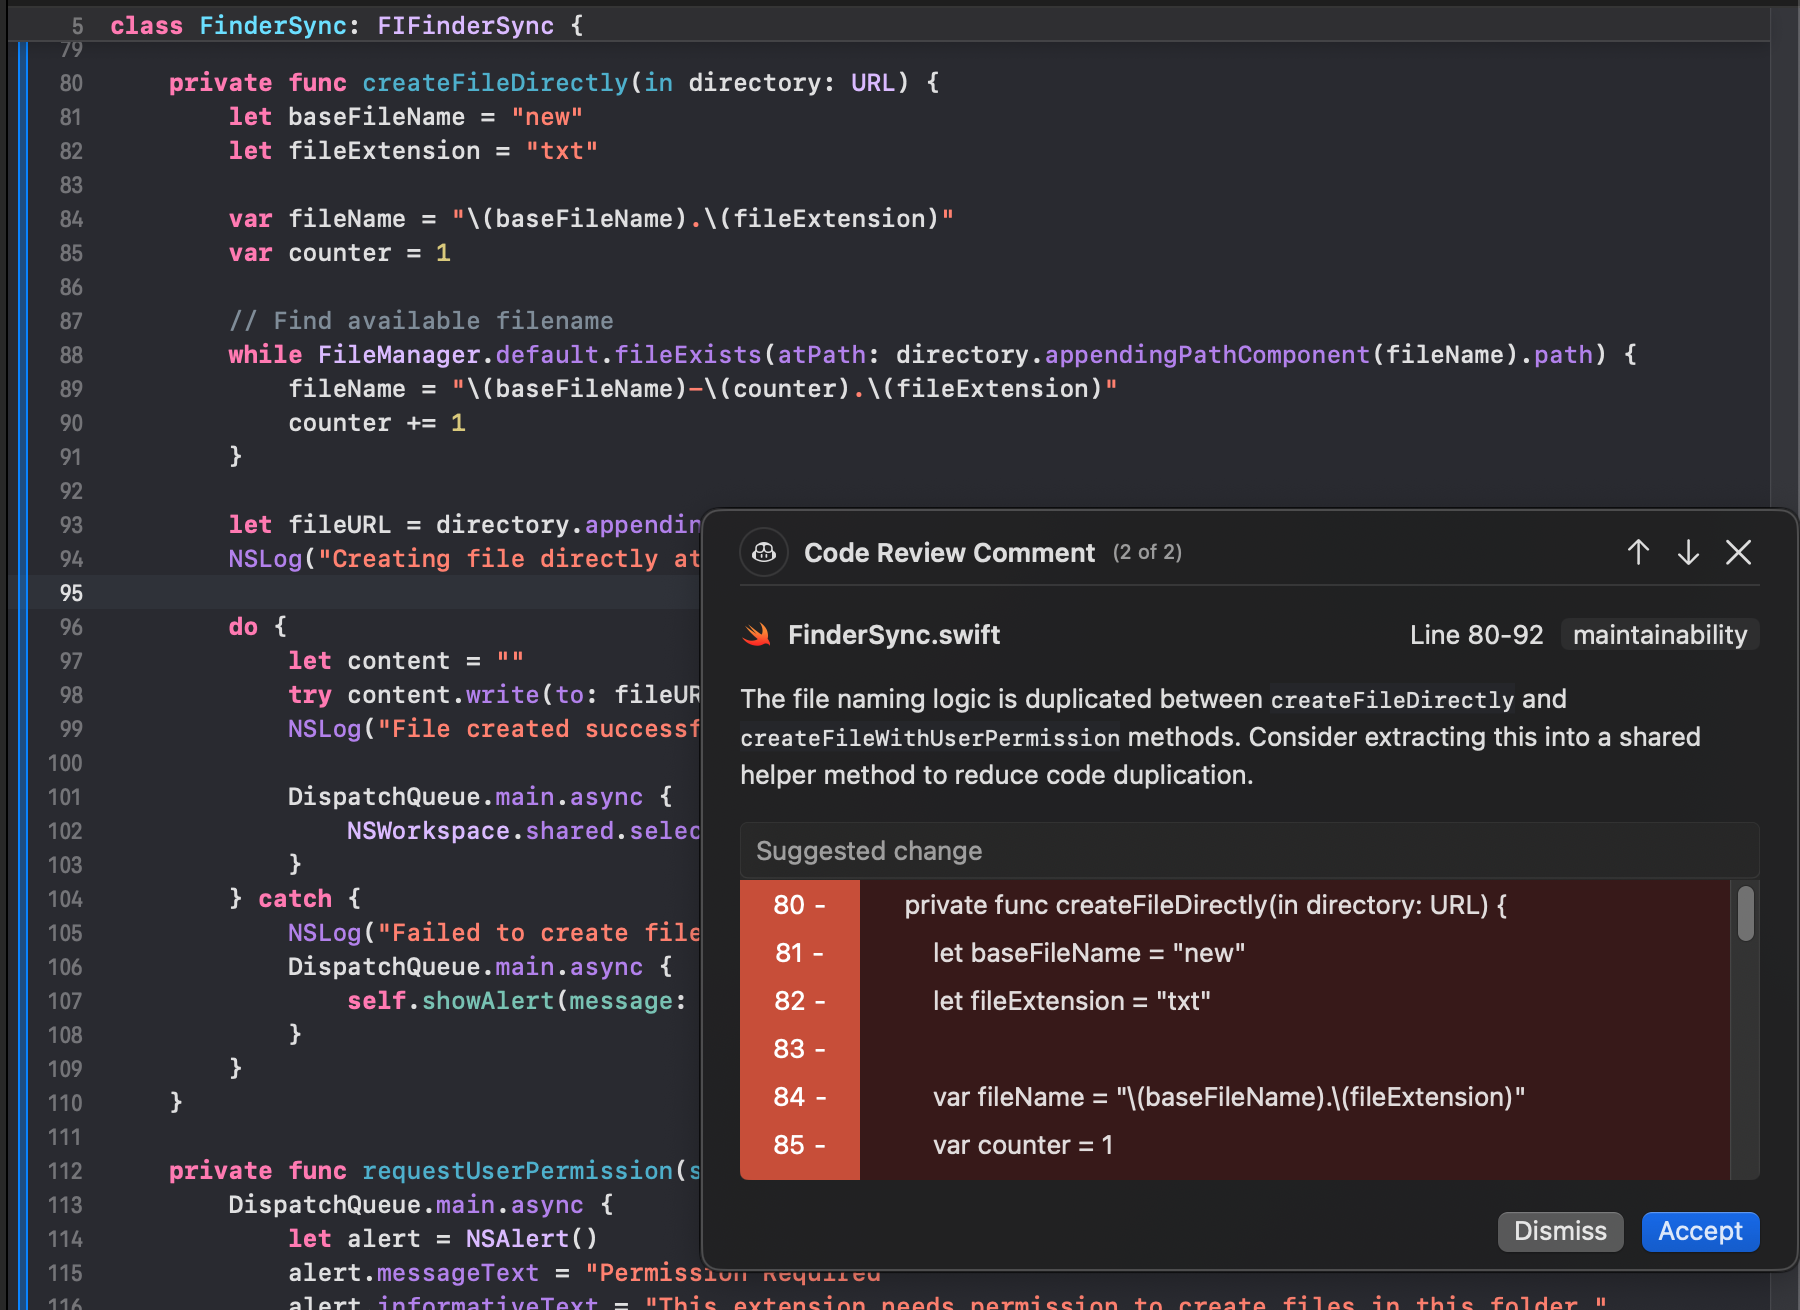 5 class FinderSync: FIFinderSync {
79
80 private func createFileDirectly(in directory: URL) {
81 let baseFileName = "new"
82 let fileExtension = "txt"
83
84 var fileName = "\(baseFileName).\(fileExtension)"
85 var counter = 1
86
87 // Find available filename
88 while FileManager.default.fileExists(atPath: directory.appendingPathComponent(fileName).path) {
89 fileName = "\(baseFileName)-\(counter).\(fileExtension)"
90 counter += 1
91 }
92
93 let fileURL = directory.appendin
94 NSLog("Creating file directly at
95
96 do {
97 let content = ""
98 try content.write(to: fileUR
99 NSLog("File created successf
100
101 DispatchQueue.main.async {
102 NSWorkspace.shared.selec
103 }
104 } catch {
105 NSLog("Failed to create file
106 DispatchQueue.main.async {
107 self.showAlert(message:
108 }
109 }
110 }
111
112 private func requestUserPermission(s
113 DispatchQueue.main.async {
114 let alert = NSAlert()
115 alert.messageText = "Permission Required"
116 alert.informativeText = "This extension needs permission to create files in this folder."
Code Review Comment (2 of 2)
FinderSync.swift Line 80-92 maintainability
The file naming logic is duplicated between createFileDirectly and
createFileWithUserPermission methods. Consider extracting this into a shared
helper method to reduce code duplication.
Suggested change
80 - private func createFileDirectly(in directory: URL) {
81 - let baseFileName = "new"
82 - let fileExtension = "txt"
83 -
84 - var fileName = "\(baseFileName).\(fileExtension)"
85 - var counter = 1
Dismiss Accept